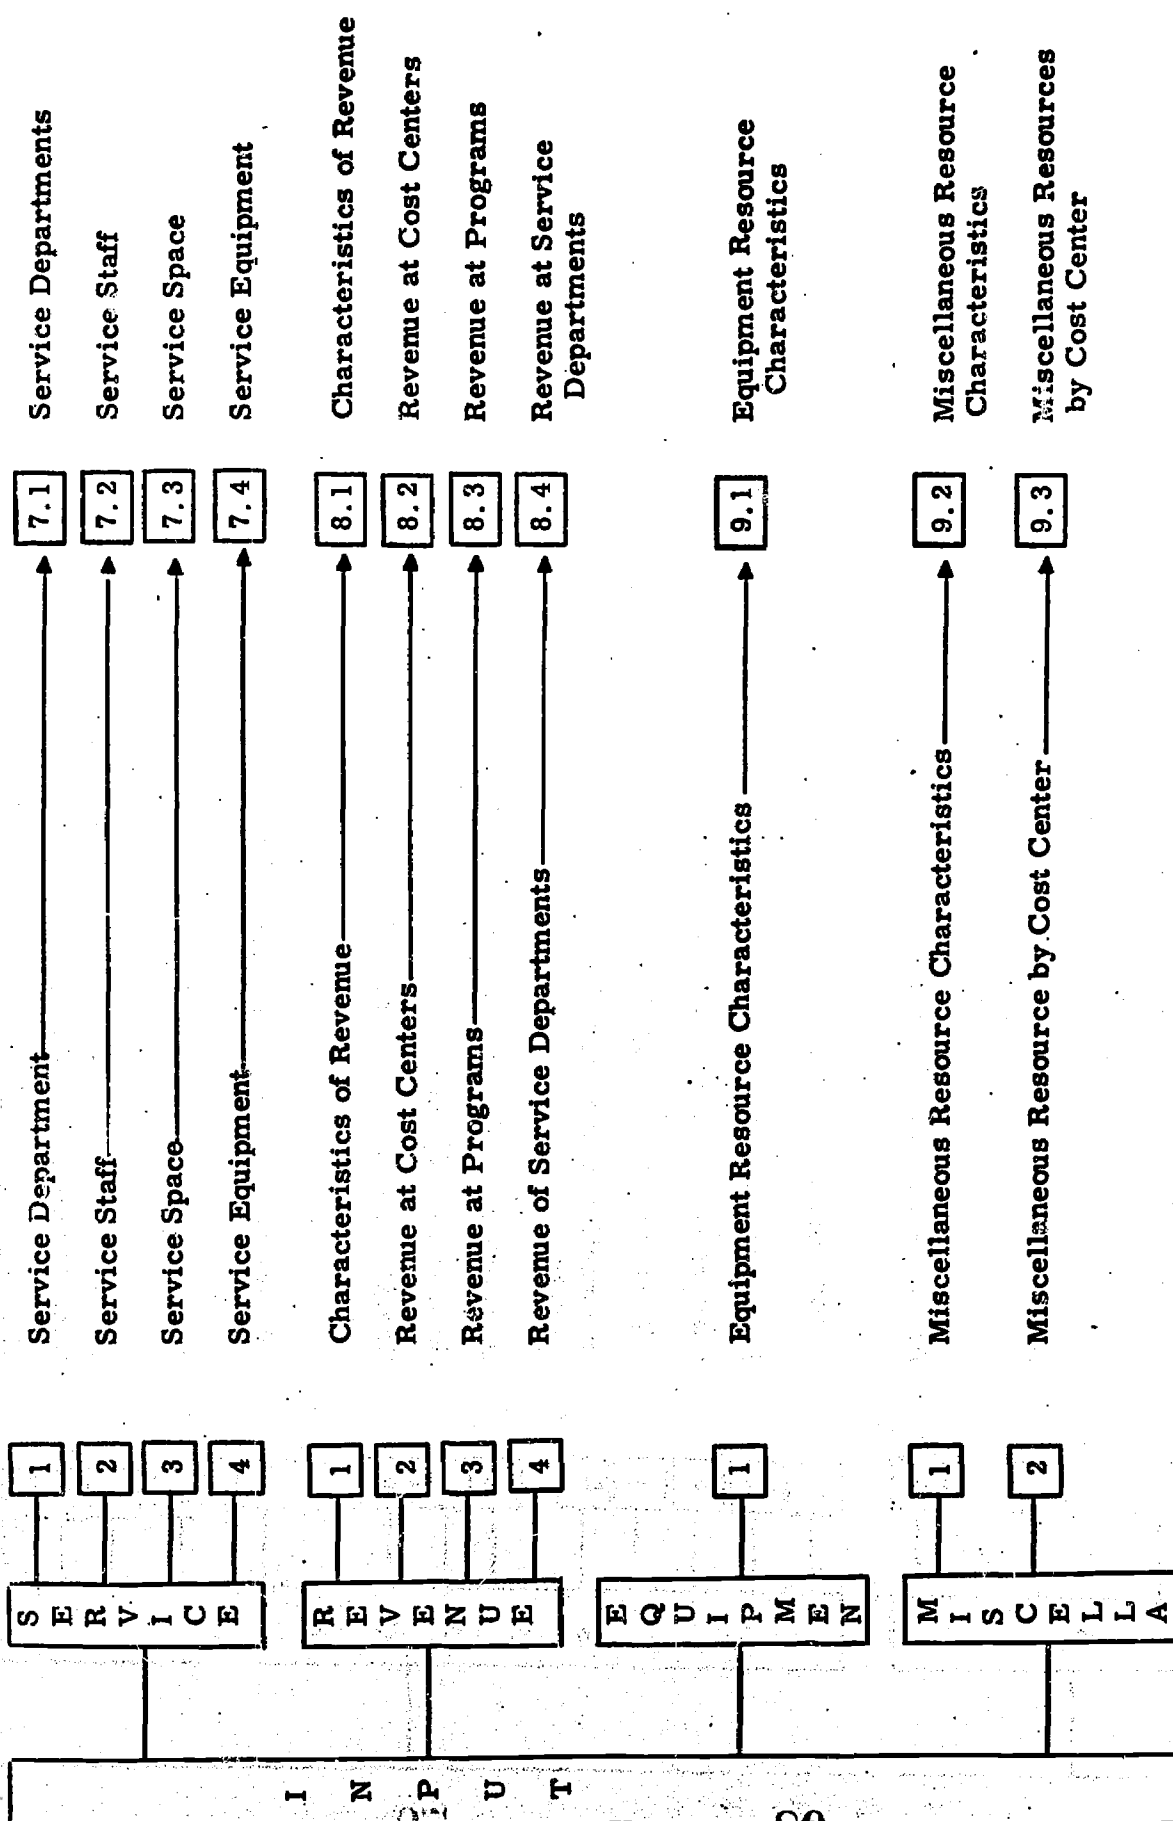 INPUT
SERVICE
1 Service Department 7.1 Service Departments
2 Service Staff 7.2 Service Staff
3 Service Space 7.3 Service Space
4 Service Equipment 7.4 Service Equipment
REVENUE
1 Characteristics of Revenue 8.1 Characteristics of Revenue
2 Revenue at Cost Centers 8.2 Revenue at Cost Centers
3 Revenue at Programs 8.3 Revenue at Programs
4 Revenue of Service Departments 8.4 Revenue at Service
Departments
EQUIPMEN
1 Equipment Resource Characteristics 9.1 Equipment Resource
Characteristics
MISCELLA
1 Miscellaneous Resource Characteristics 9.2 Miscellaneous Resource
Characteristics
2 Miscellaneous Resource by Cost Center 9.3 Miscellaneous Resources
by Cost Center